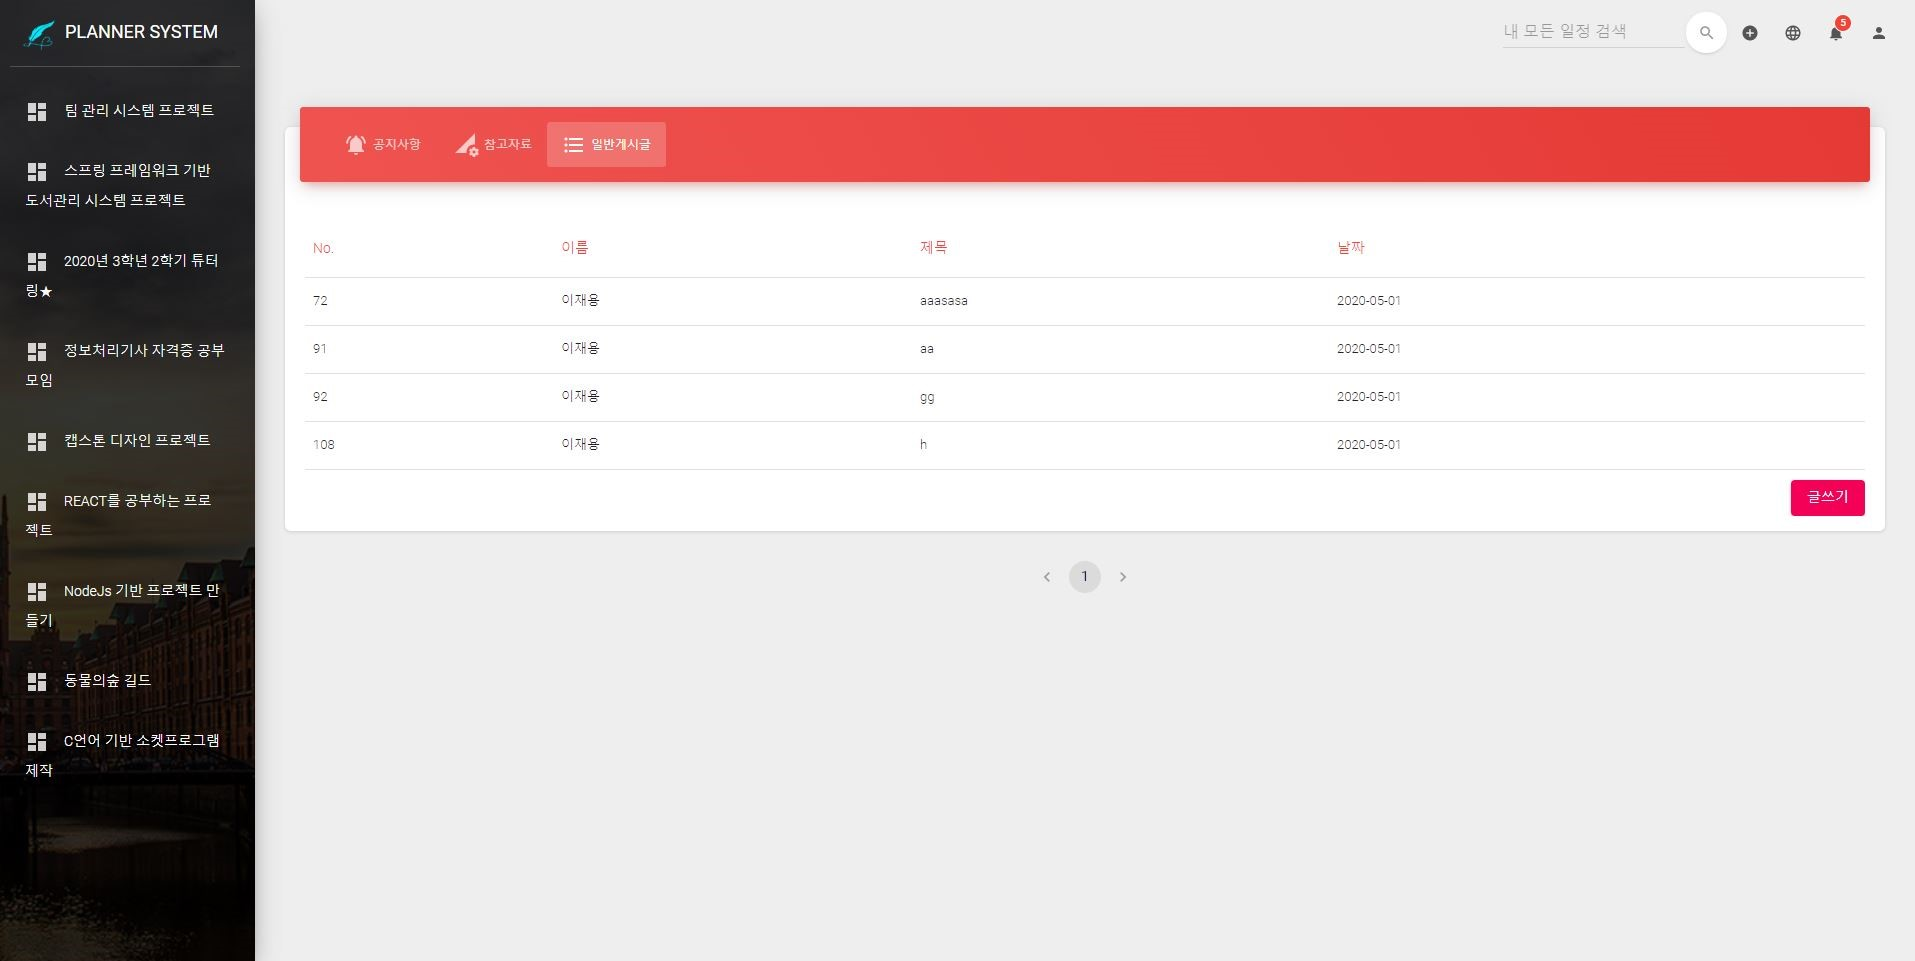 PLANNER SYSTEM
내 모든 일정 검색
5
팀 관리 시스템 프로젝트
스프링 프레임워크 기반
도서관리 시스템 프로젝트
2020년 3학년 2학기 튜터
링★
정보처리기사 자격증 공부
모임
캡스톤 디자인 프로젝트
REACT를 공부하는 프로
젝트
NodeJs 기반 프로젝트 만
들기
동물의숲 길드
C언어 기반 소켓프로그램
제작
공지사항 참고자료 일반게시글
No. 이름 제목 날짜
72 이재용 aaasasa 2020-05-01
91 이재용 aa 2020-05-01
92 이재용 gg 2020-05-01
108 이재용 h 2020-05-01
글쓰기
1